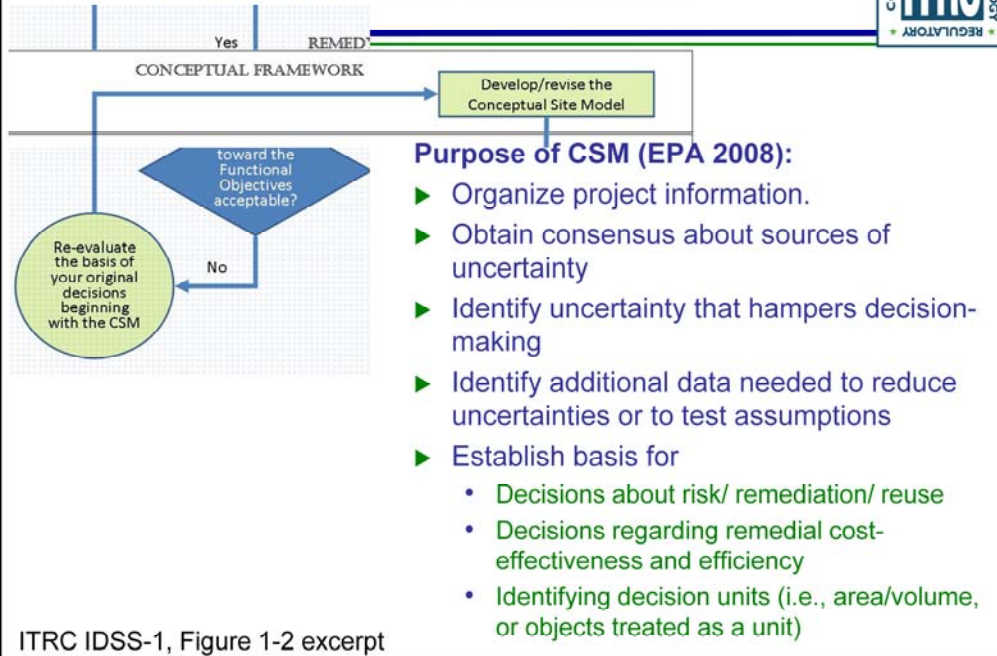 ITRC
REGULATORY
Yes
REMEDY
CONCEPTUAL FRAMEWORK
Develop/revise the
Conceptual Site Model
toward the
Functional
Objectives
acceptable?
No
Re-evaluate
the basis of
your original
decisions
beginning
with the CSM
Purpose of CSM (EPA 2008):
Organize project information.
Obtain consensus about sources of
uncertainty
Identify uncertainty that hampers decision-
making
Identify additional data needed to reduce
uncertainties or to test assumptions
Establish basis for
Decisions about risk/ remediation/ reuse
Decisions regarding remedial cost-
effectiveness and efficiency
Identifying decision units (i.e., area/volume,
or objects treated as a unit)
ITRC IDSS-1, Figure 1-2 excerpt